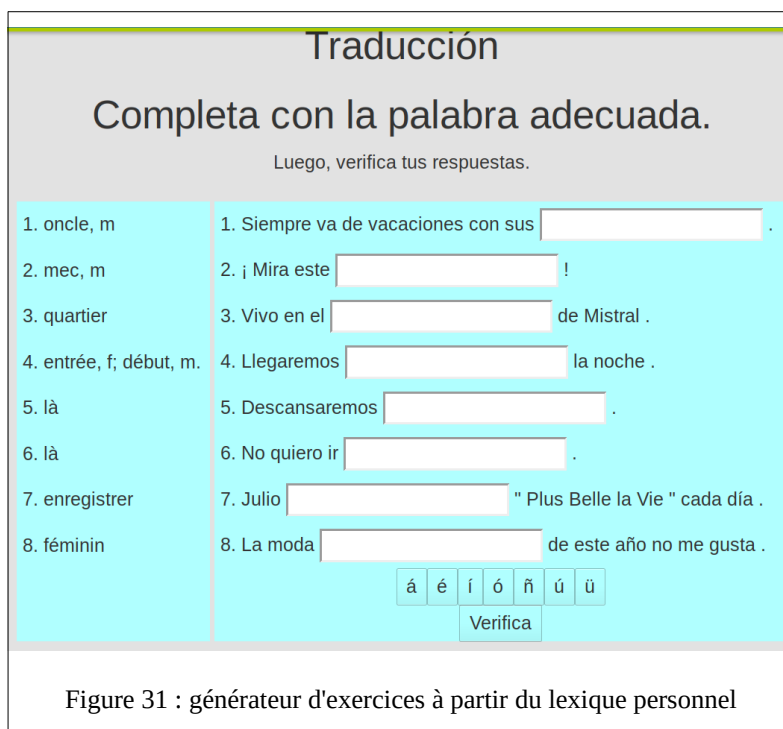 Traducción
Completa con la palabra adecuada.
Luego, verifica tus respuestas.
1. oncle, m
2. mec, m
3. quartier
4. entrée, f; début, m.
5. là
6. là
7. enregistrer
8. féminin
1. Siempre va de vacaciones con sus .
2. ¡ Mira este !
3. Vivo en el de Mistral .
4. Llegaremos la noche .
5. Descansaremos .
6. No quiero ir .
7. Julio " Plus Belle la Vie " cada día .
8. La moda de este año no me gusta .
á é í ó ñ ú ü
Verifica
Figure 31 : générateur d'exercices à partir du lexique personnel